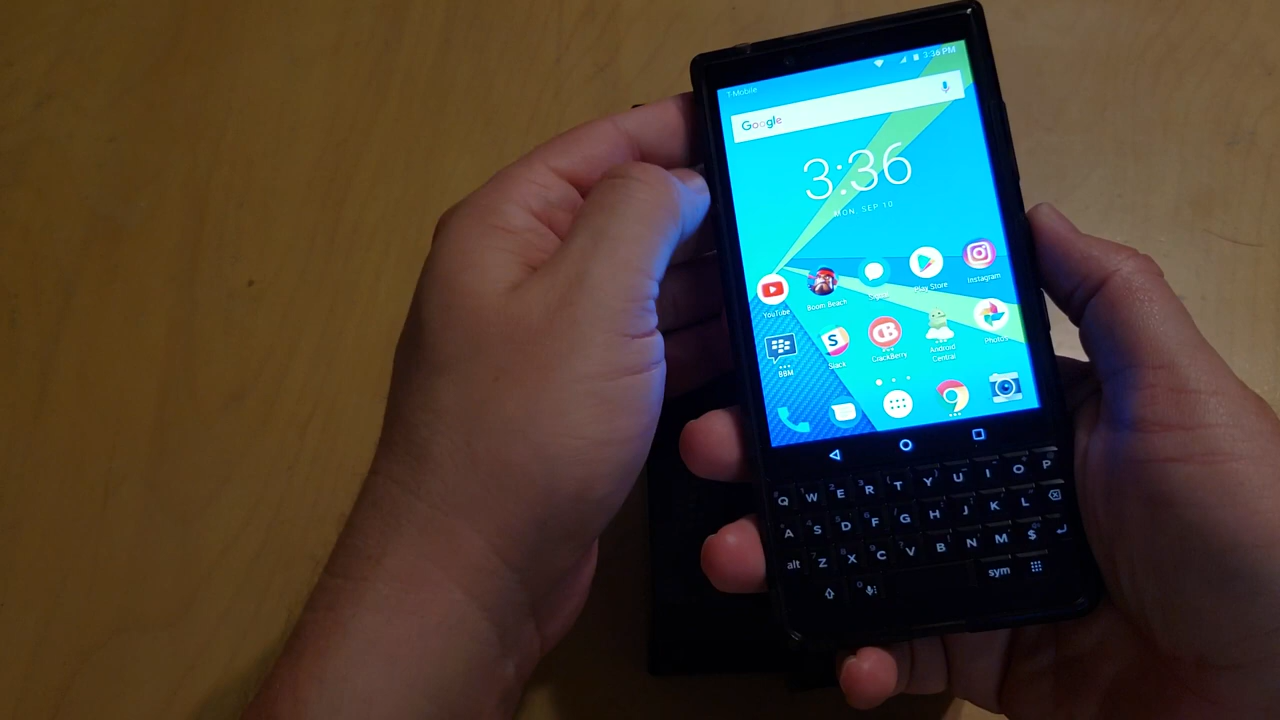 3:36 PM
T-Mobile
Google
3:36
MON, SEP 10
YouTube
Boom Beach
Signal
Play Store
Instagram
BBM
Slack
CrackBerry
Android
Central
Photos
Q W E R T Y U I O P
A S D F G H J K L
alt Z X C V B N M $
sym